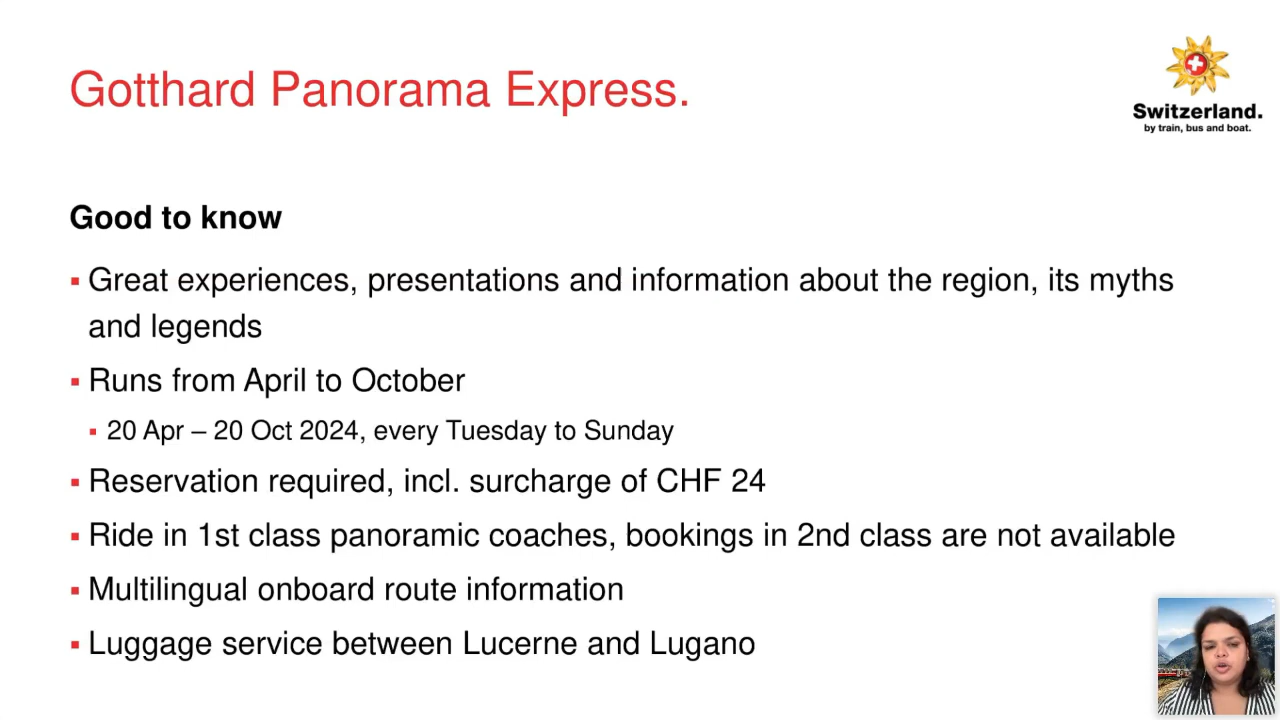 Gotthard Panorama Express.
Switzerland.
by train, bus and boat.
Good to know
▪ Great experiences, presentations and information about the region, its myths
and legends
▪ Runs from April to October
▪ 20 Apr – 20 Oct 2024, every Tuesday to Sunday
▪ Reservation required, incl. surcharge of CHF 24
▪ Ride in 1st class panoramic coaches, bookings in 2nd class are not available
▪ Multilingual onboard route information
▪ Luggage service between Lucerne and Lugano